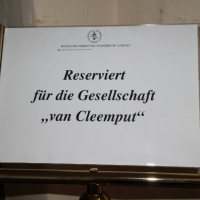 Reserviert
für die Gesellschaft
„van Cleemput“